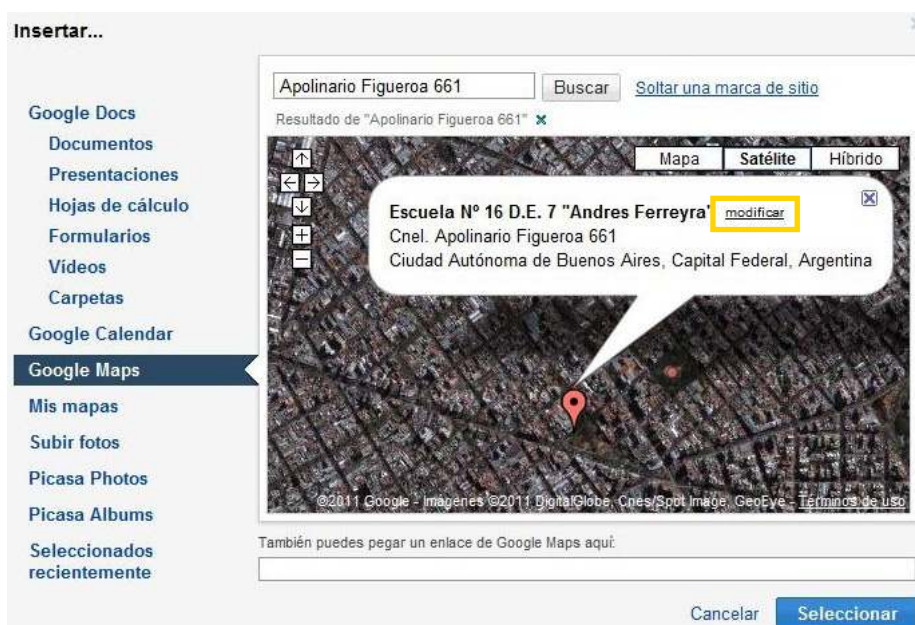 Insertar...
Apolinario Figueroa 661
Buscar
Soltar una marca de sitio
Resultado de "Apolinario Figueroa 661"
Google Docs
Documentos
Presentaciones
Hojas de cálculo
Formularios
Vídeos
Carpetas
Google Calendar
Google Maps
Mis mapas
Subir fotos
Picasa Photos
Picasa Albums
Seleccionados
recientemente
Mapa
Satélite
Híbrido
Escuela Nº 16 D.E. 7 "Andres Ferreyra" modificar
Cnel. Apolinario Figueroa 661
Ciudad Autónoma de Buenos Aires, Capital Federal, Argentina
©2011 Google - Imágenes ©2011 DigitalGlobe, Cnes/Spot Image, GeoEye - Términos de uso
También puedes pegar un enlace de Google Maps aquí:
Cancelar
Seleccionar